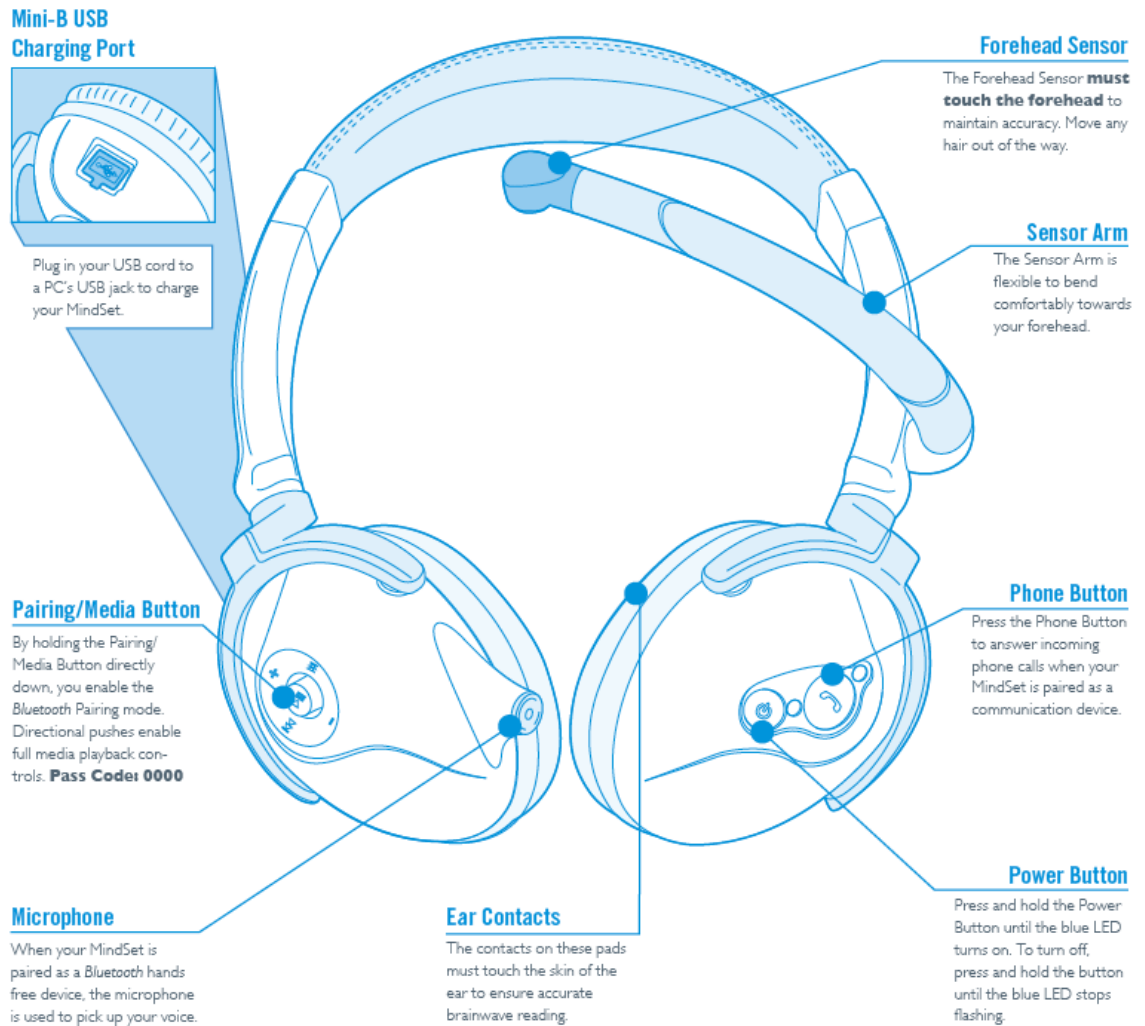 Mini-B USB
Charging Port
Plug in your USB cord to
a PC's USB jack to charge
your MindSet.
Forehead Sensor
The Forehead Sensor must
touch the forehead to
maintain accuracy. Move any
hair out of the way.
Sensor Arm
The Sensor Arm is
flexible to bend
comfortably towards
your forehead.
Pairing/Media Button
By holding the Pairing/
Media Button directly
down, you enable the
Bluetooth Pairing mode.
Directional pushes enable
full media playback con-
trols. Pass Code: 0000
Phone Button
Press the Phone Button
to answer incoming
phone calls when your
MindSet is paired as a
communication device.
Microphone
When your MindSet is
paired as a Bluetooth hands
free device, the microphone
is used to pick up your voice.
Ear Contacts
The contacts on these pads
must touch the skin of the
ear to ensure accurate
brainwave reading.
Power Button
Press and hold the Power
Button until the blue LED
turns on. To turn off,
press and hold the button
until the blue LED stops
flashing.